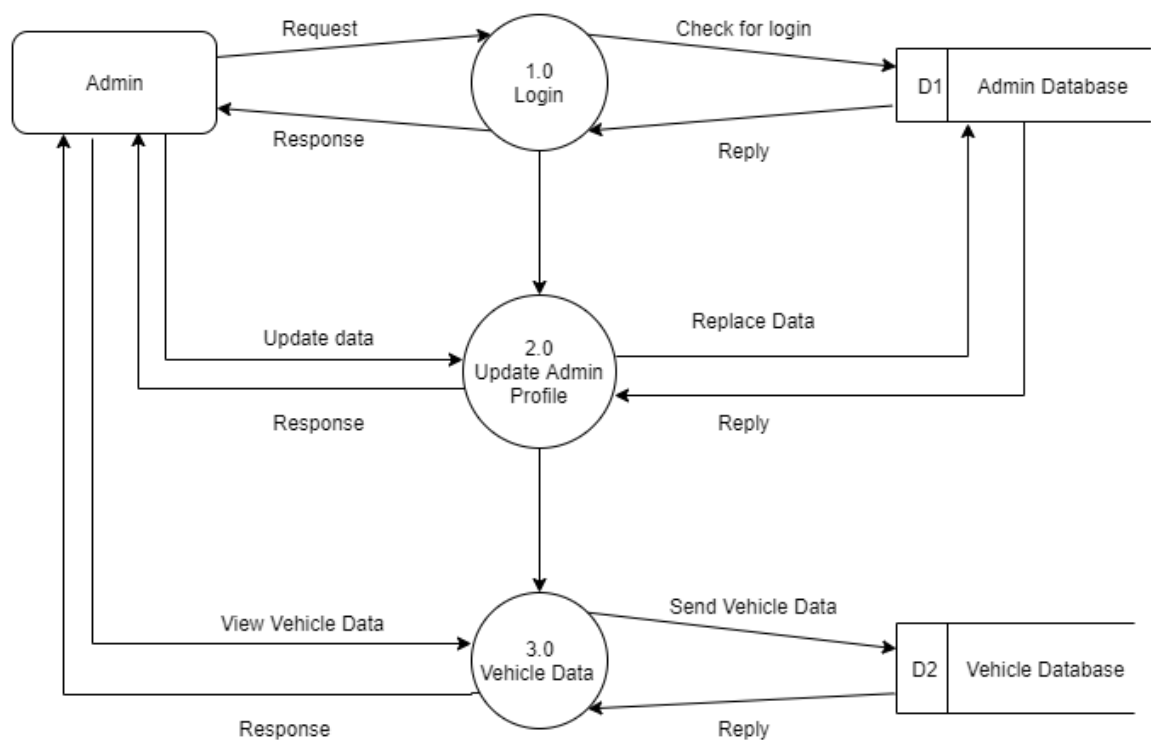 Request
Check for login
Admin
1.0
Login
D1
Admin Database
Response
Reply
Update data
2.0
Update Admin
Profile
Replace Data
Response
Reply
View Vehicle Data
3.0
Vehicle Data
Send Vehicle Data
D2
Vehicle Database
Response
Reply